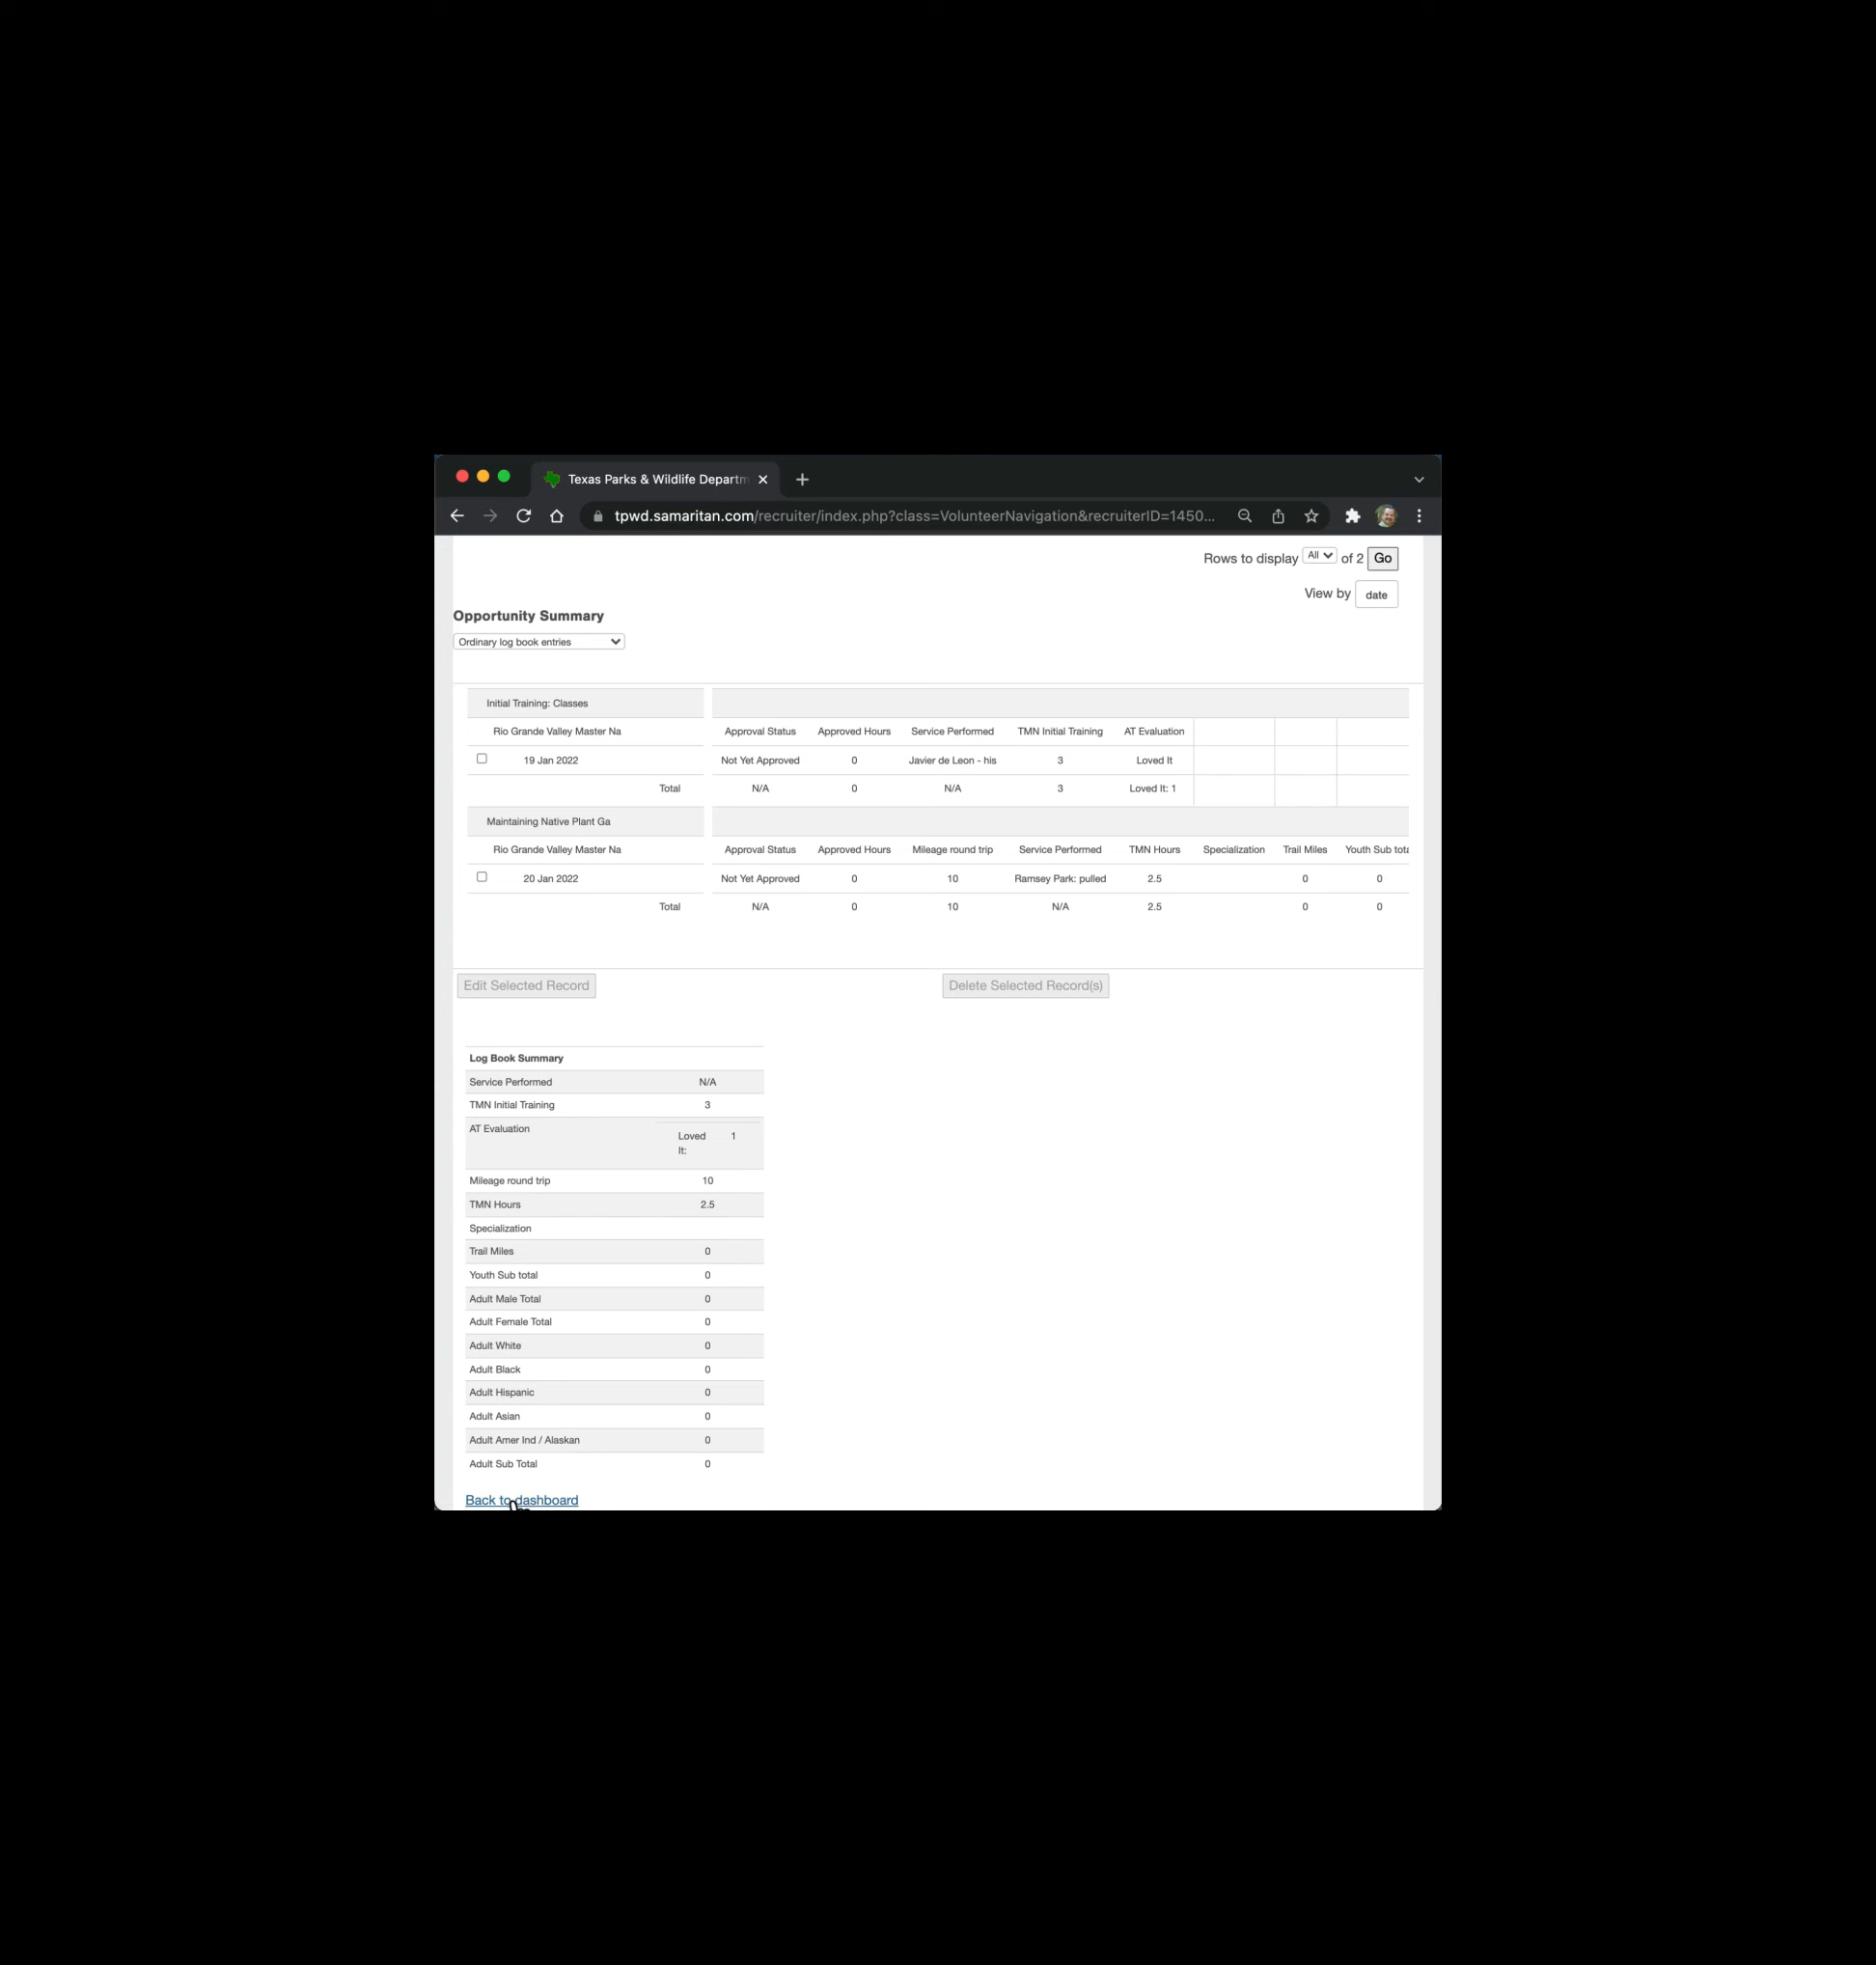 Texas Parks & Wildlife Departm
tpwd.samaritan.com/recruiter/index.php?class=VolunteerNavigation&recruiterID=1450...
Rows to display All of 2 Go
View by date
Opportunity Summary
Ordinary log book entries
Initial Training: Classes
Rio Grande Valley Master Na Approval Status Approved Hours Service Performed TMN Initial Training AT Evaluation
19 Jan 2022 Not Yet Approved 0 Javier de Leon - his 3 Loved It
Total N/A 0 N/A 3 Loved It: 1
Maintaining Native Plant Ga
Rio Grande Valley Master Na Approval Status Approved Hours Mileage round trip Service Performed TMN Hours Specialization Trail Miles Youth Sub tota
20 Jan 2022 Not Yet Approved 0 10 Ramsey Park: pulled 2.5 0 0
Total N/A 0 10 N/A 2.5 0 0
Edit Selected Record Delete Selected Record(s)
Log Book Summary
Service Performed N/A
TMN Initial Training 3
AT Evaluation
Loved 1
It:
Mileage round trip 10
TMN Hours 2.5
Specialization
Trail Miles 0
Youth Sub total 0
Adult Male Total 0
Adult Female Total 0
Adult White 0
Adult Black 0
Adult Hispanic 0
Adult Asian 0
Adult Amer Ind / Alaskan 0
Adult Sub Total 0
Back to dashboard